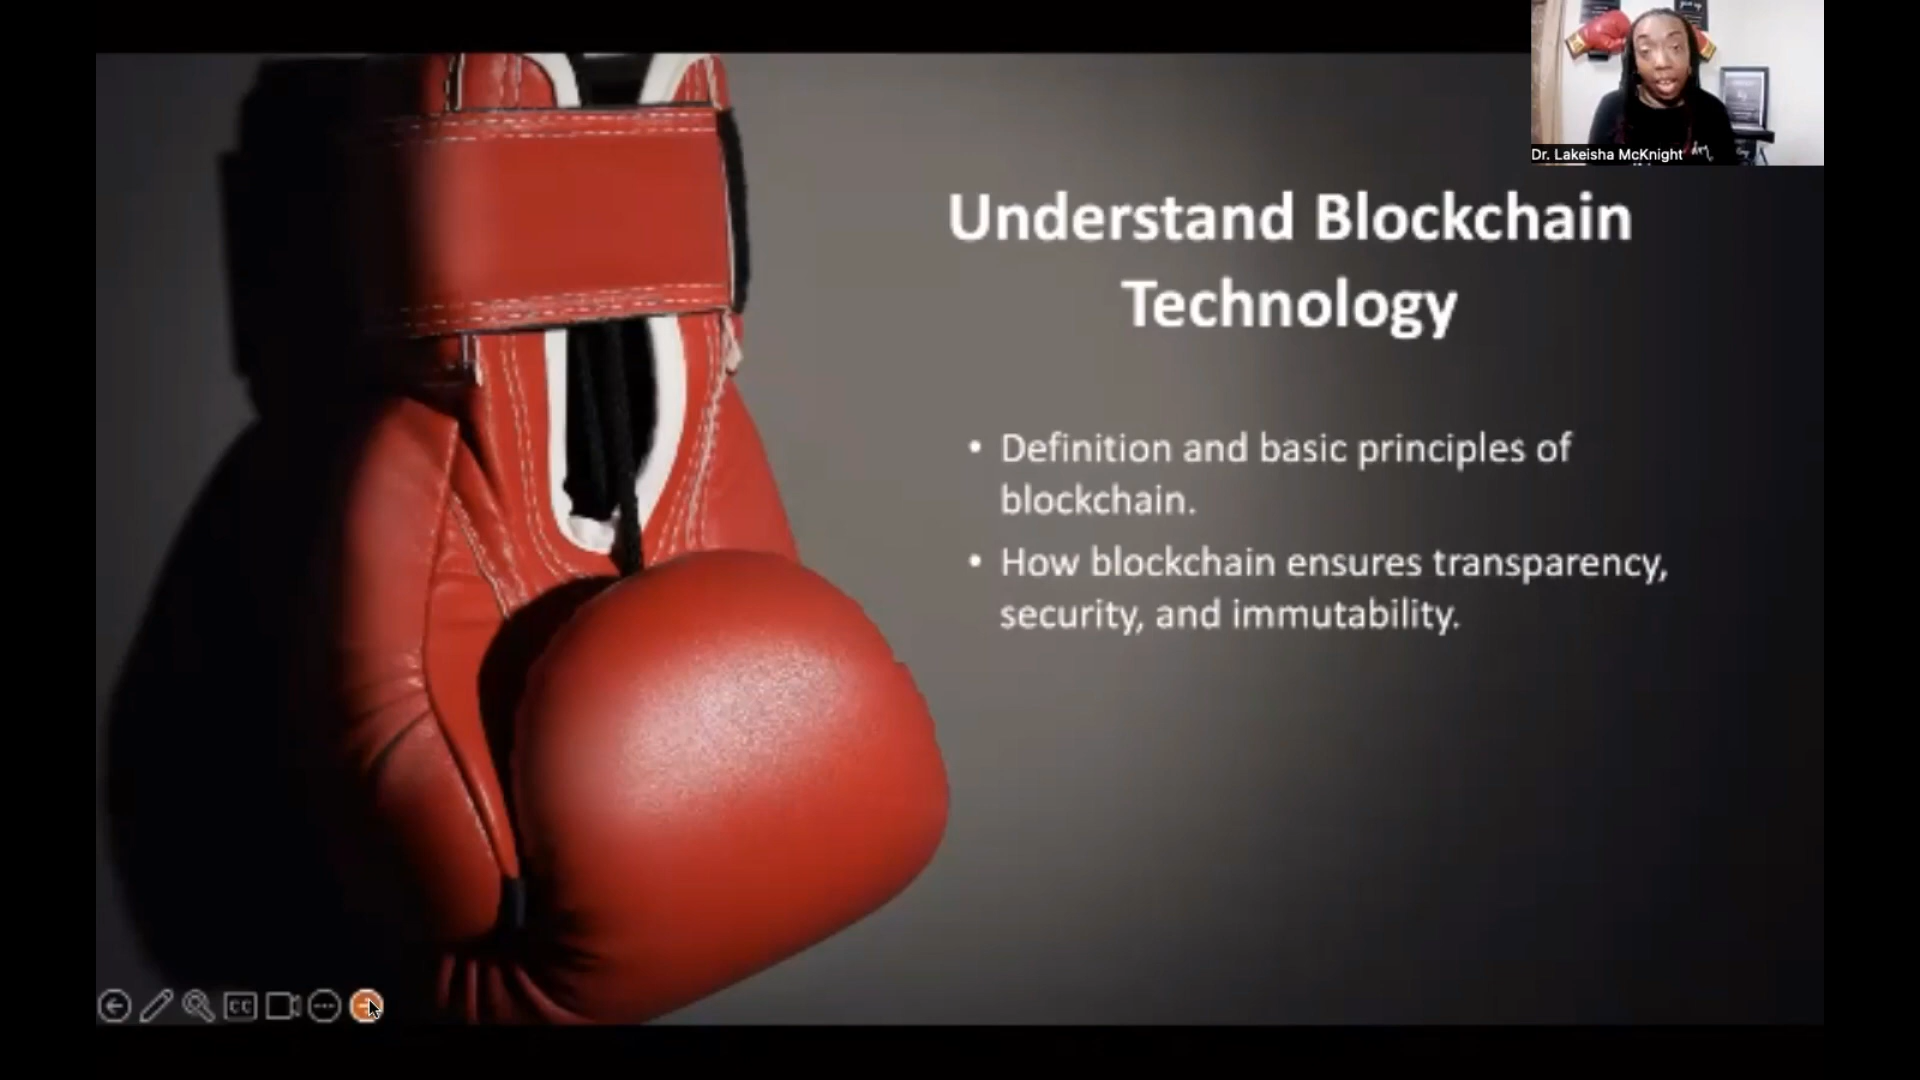 Dr. Lakeisha McKnight
Understand Blockchain
Technology
• Definition and basic principles of
blockchain.
• How blockchain ensures transparency,
security, and immutability.
CC